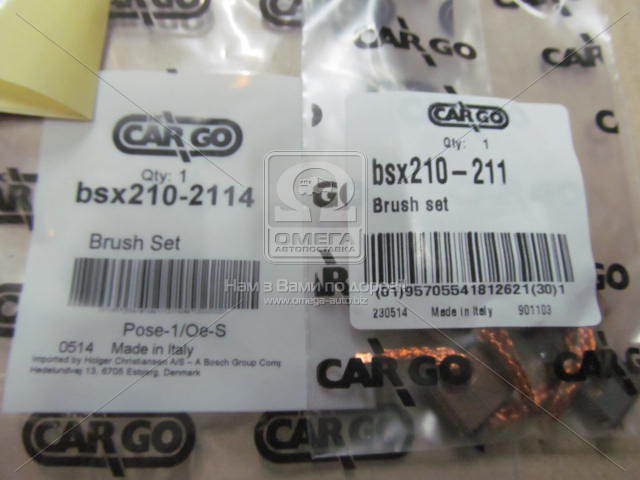 CARGO
CARGO
Qty: 1
bsx210-2114
Brush Set
Pose-1/Oe-S
0514 Made in Italy
Imported by Holger Christiansen A/S – A Bosch Group Comp
Hedelundvej 13, 6705 Esbjerg, Denmark
CARGO
Qty: 1
bsx210-211
Brush set
(01)95705541812621(30)1
230514 Made in Italy 901103
ОМЕГА
АВТОПОСТАВКА
Нам в Вами по дороге
www.omega-auto.biz
CARGO
CARGO
CARGO